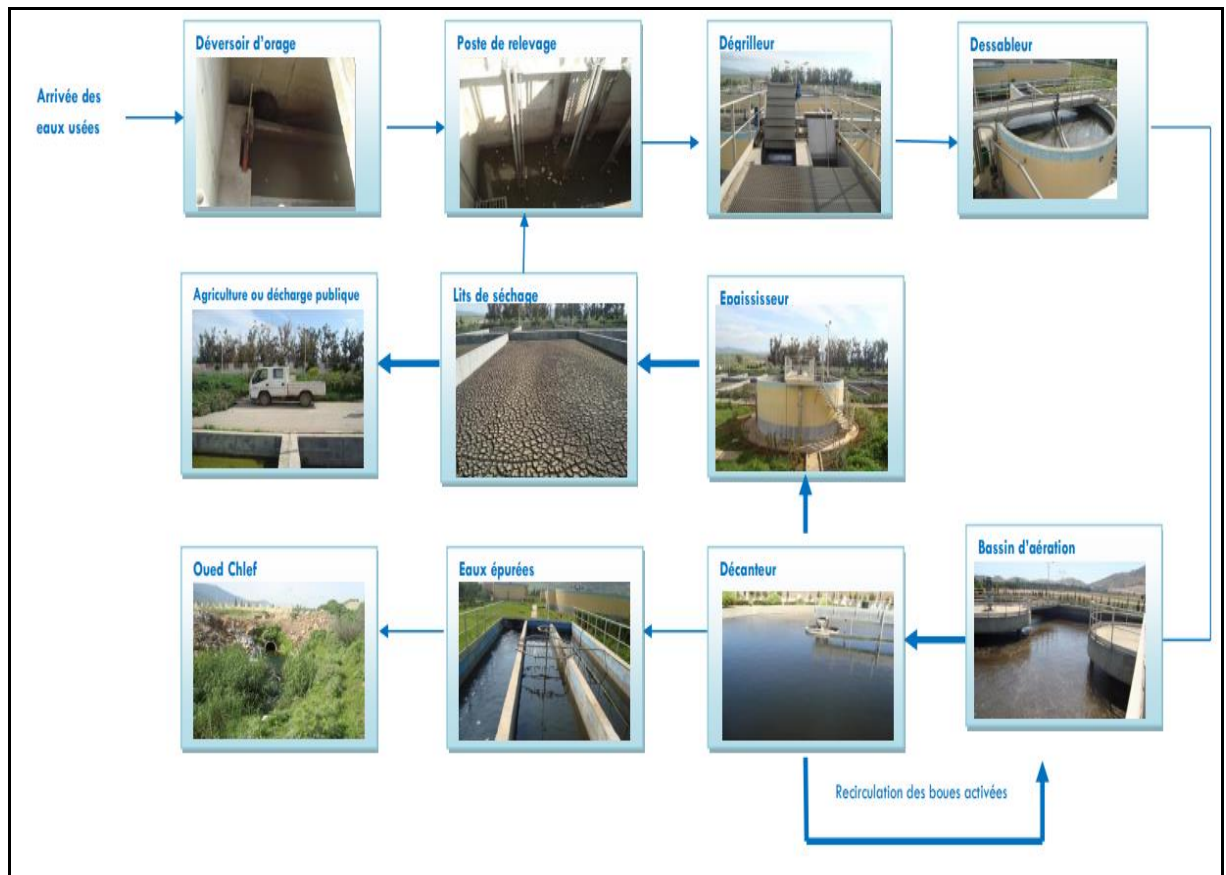 Déversoir d'orage
Poste de relevage
Dégrilleur
Dessableur
Arrivée des
eaux usées
Agriculture ou décharge publique
Lits de séchage
Epaississeur
Oued Chlef
Eaux épurées
Décanteur
Bassin d'aération
Recirculation des boues activées